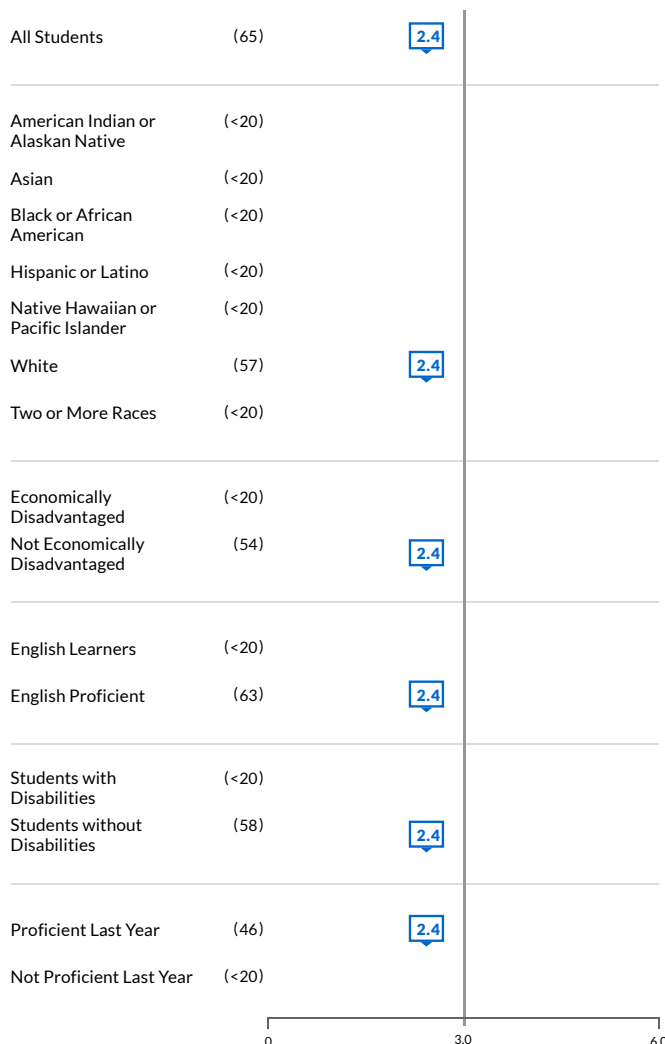 All Students (65) 2.4
American Indian or (<20)
Alaskan Native
Asian (<20)
Black or African (<20)
American
Hispanic or Latino (<20)
Native Hawaiian or (<20)
Pacific Islander
White (57) 2.4
Two or More Races (<20)
Economically (<20)
Disadvantaged
Not Economically (54) 2.4
Disadvantaged
English Learners (<20)
English Proficient (63) 2.4
Students with (<20)
Disabilities
Students without (58) 2.4
Disabilities
Proficient Last Year (46) 2.4
Not Proficient Last Year (<20)
0 3.0 6.0